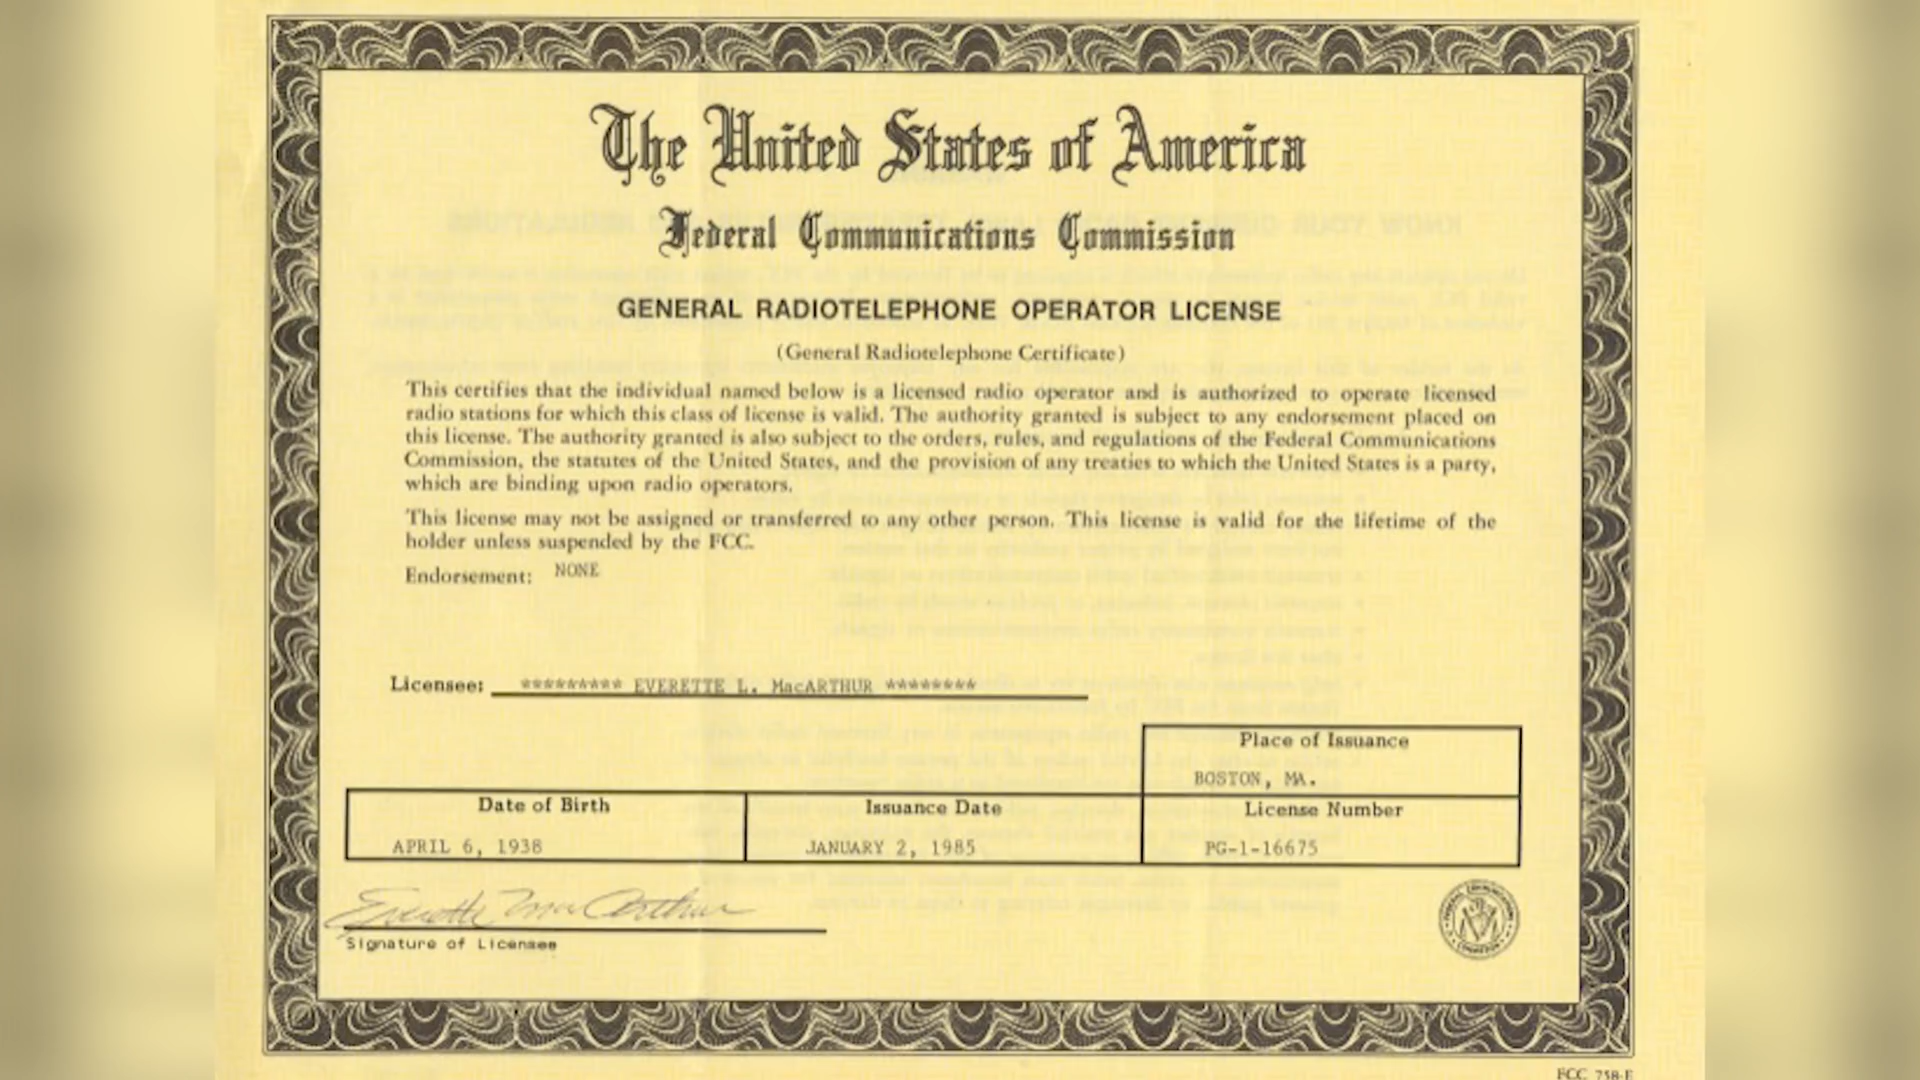 The United States of America
Federal Communications Commission
GENERAL RADIOTELEPHONE OPERATOR LICENSE
(General Radiotelephone Certificate)
This certifies that the individual named below is a licensed radio operator and is authorized to operate licensed
radio stations for which this class of license is valid. The authority granted is subject to any endorsement placed on
this license. The authority granted is also subject to the orders, rules, and regulations of the Federal Communications
Commission, the statutes of the United States, and the provision of any treaties to which the United States is a party,
which are binding upon radio operators.
This license may not be assigned or transferred to any other person. This license is valid for the lifetime of the
holder unless suspended by the FCC.
Endorsement: NONE
Licensee: ********* EVERETTE L. MacARTHUR ********
Place of Issuance
BOSTON, MA.
Date of Birth Issuance Date License Number
APRIL 6, 1938 JANUARY 2, 1985 PG-1-16675
Everette MacArthur
Signature of Licensee
FCC 758-E